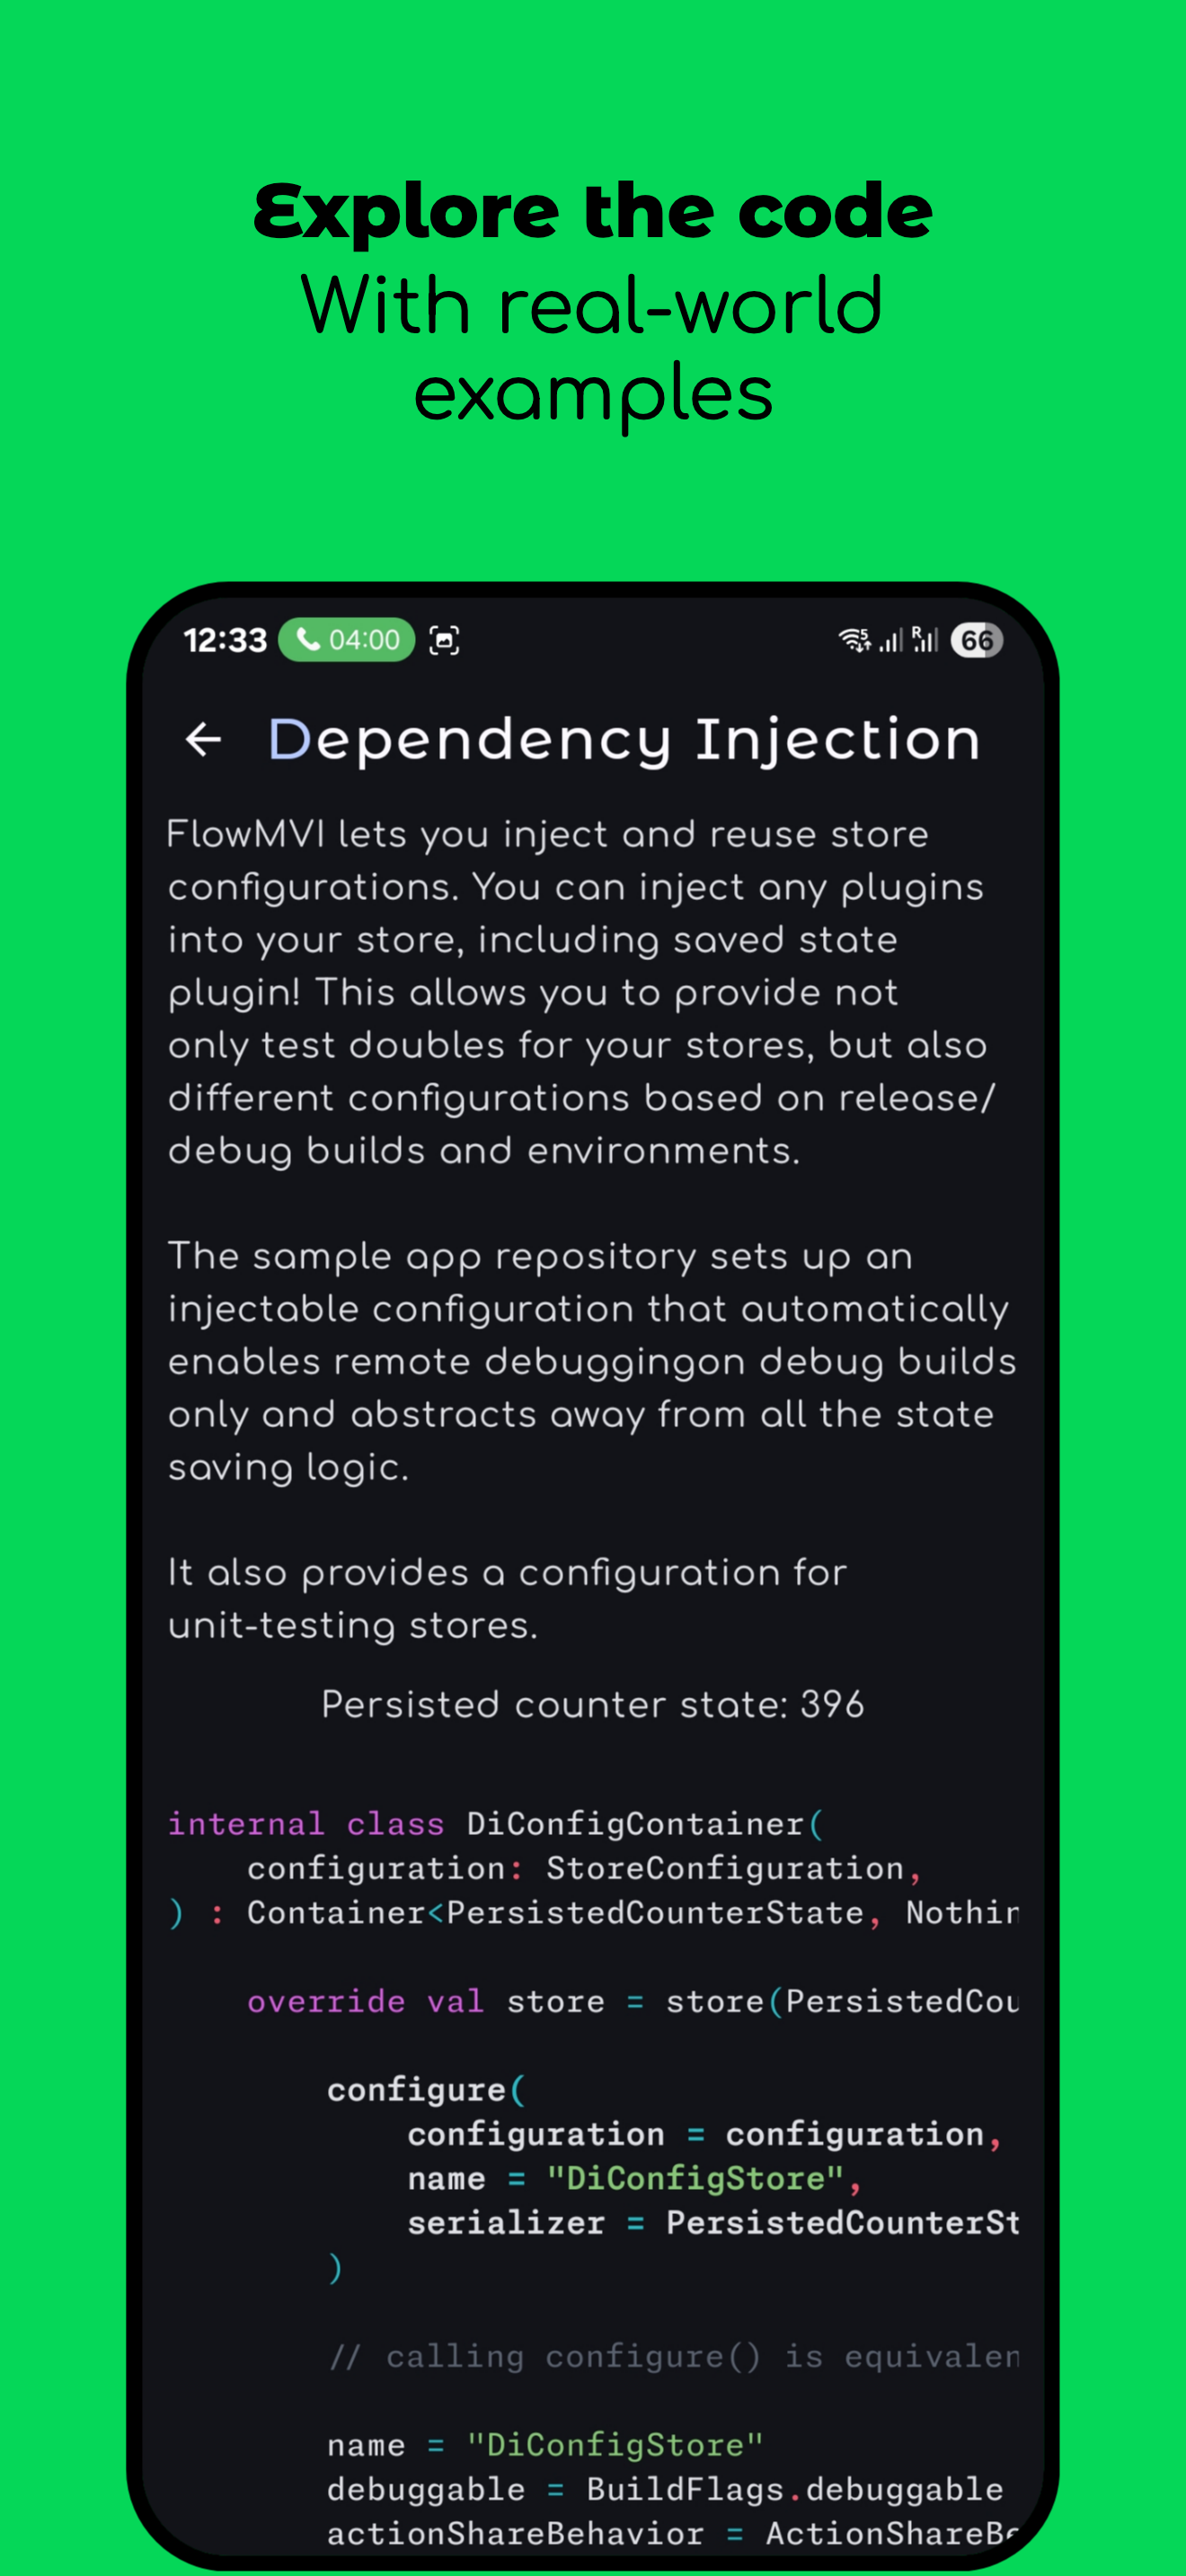 Explore the code
With real-world
examples
12:33 04:00 5 R 66
Dependency Injection
FlowMVI lets you inject and reuse store
configurations. You can inject any plugins
into your store, including saved state
plugin! This allows you to provide not
only test doubles for your stores, but also
different configurations based on release/
debug builds and environments.
The sample app repository sets up an
injectable configuration that automatically
enables remote debuggingon debug builds
only and abstracts away from all the state
saving logic.
It also provides a configuration for
unit-testing stores.
Persisted counter state: 396
internal class DiConfigContainer(
configuration: StoreConfiguration,
) : Container<PersistedCounterState, Nothin
override val store = store(PersistedCou
configure(
configuration = configuration,
name = "DiConfigStore",
serializer = PersistedCounterSt
)
// calling configure() is equivalen
name = "DiConfigStore"
debuggable = BuildFlags.debuggable
actionShareBehavior = ActionShareBe